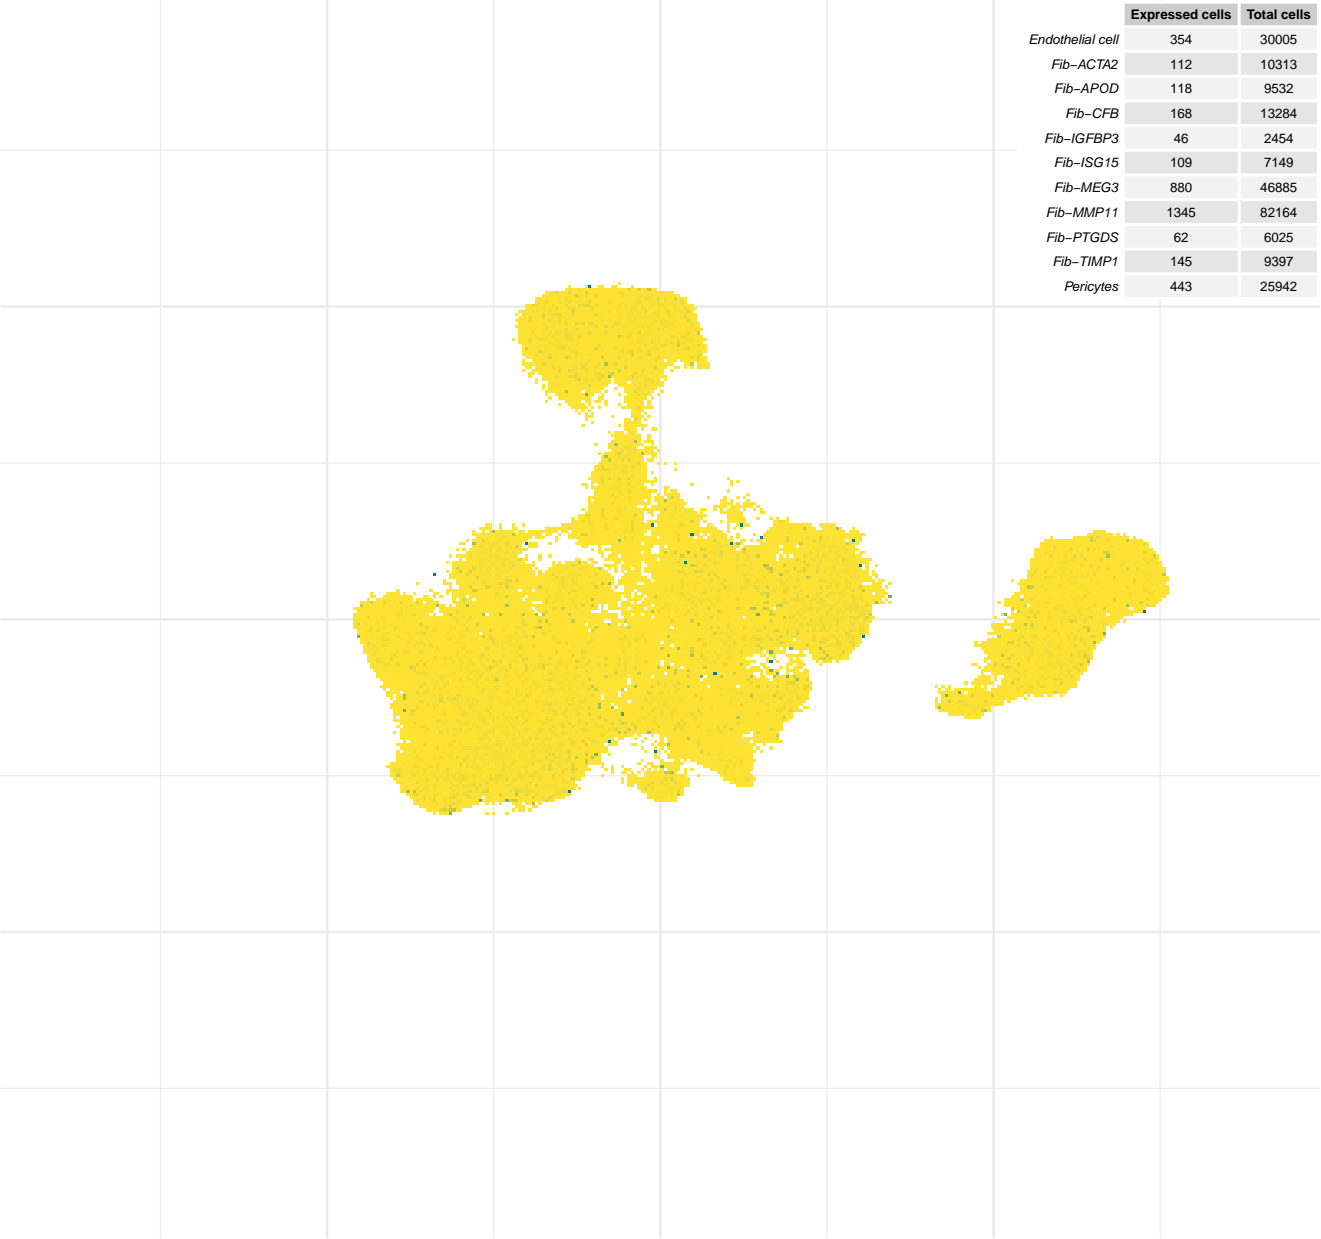 Expressed cells Total cells
Endothelial cell 354 30005
Fib−ACTA2 112 10313
Fib−APOD 118 9532
Fib−CFB 168 13284
Fib−IGFBP3 46 2454
Fib−ISG15 109 7149
Fib−MEG3 880 46885
Fib−MMP11 1345 82164
Fib−PTGDS 62 6025
Fib−TIMP1 145 9397
Pericytes 443 25942